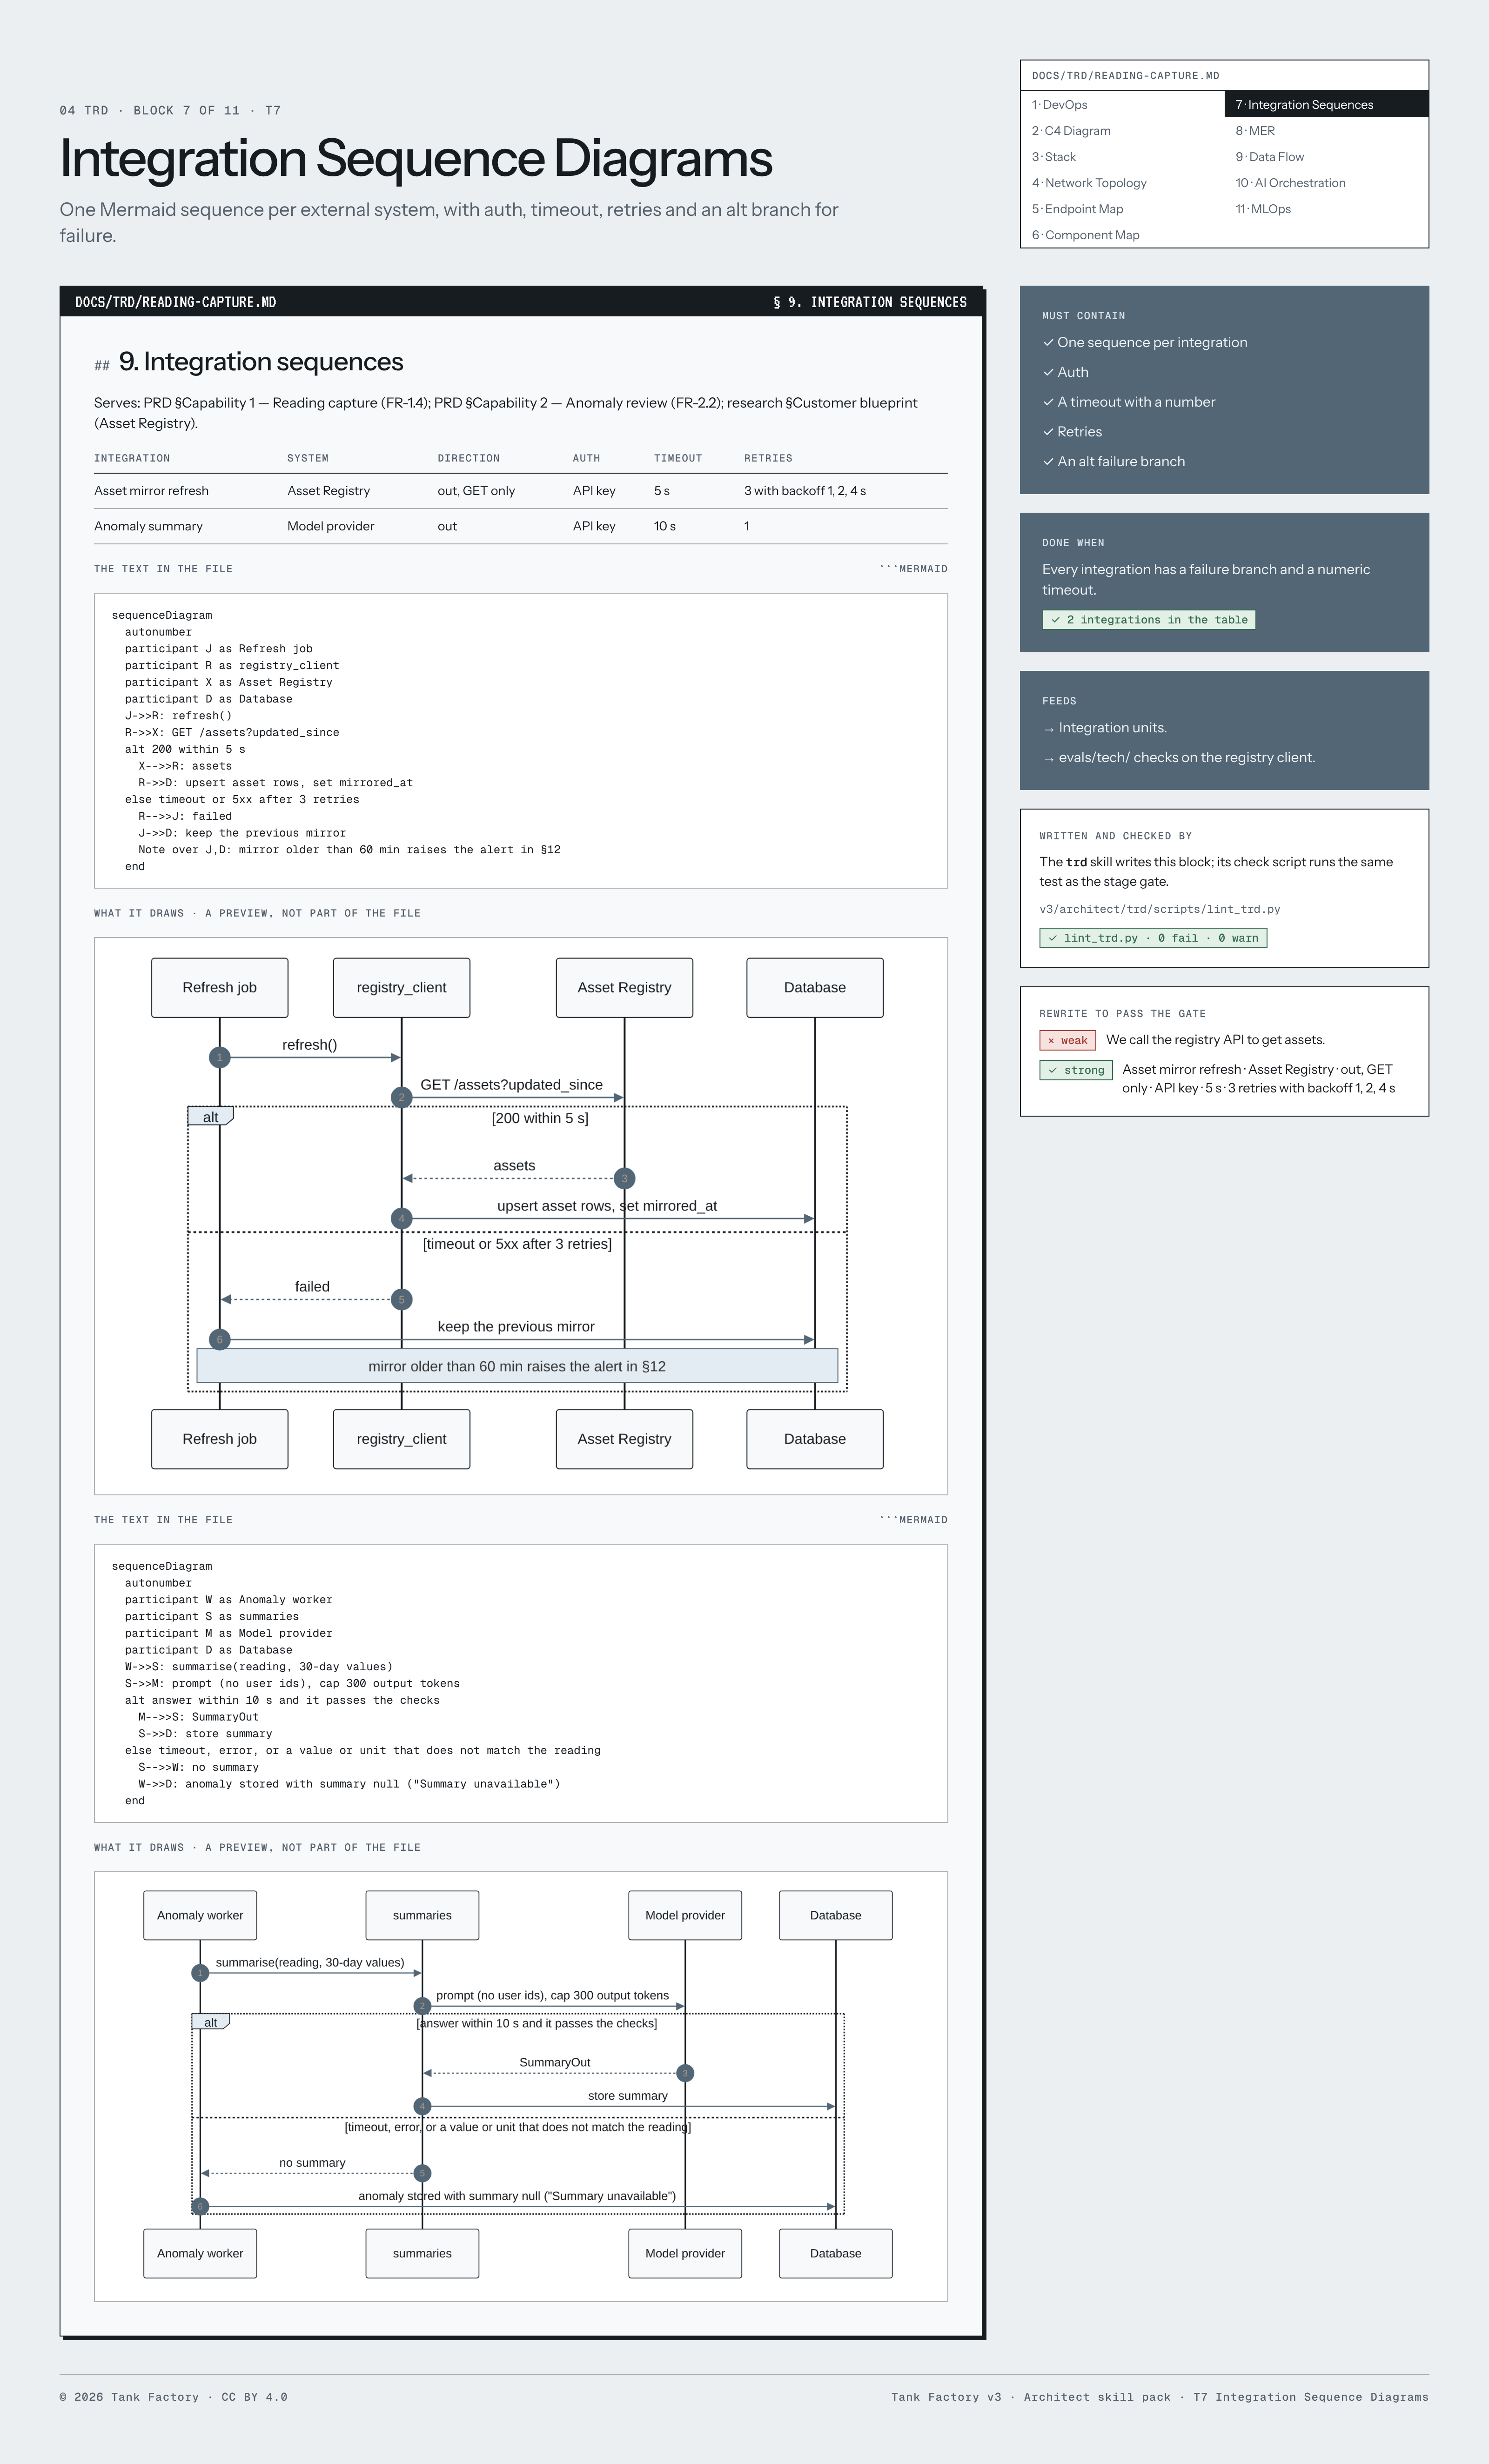 04 TRD · BLOCK 7 OF 11 · T7
Integration Sequence Diagrams
One Mermaid sequence per external system, with auth, timeout, retries and an alt branch for
failure.
DOCS/TRD/READING-CAPTURE.MD
1 · DevOps
2 · C4 Diagram
3 · Stack
4 · Network Topology
5 · Endpoint Map
6 · Component Map
7 · Integration Sequences
8 · MER
9 · Data Flow
10 · AI Orchestration
11 · MLOps
DOCS/TRD/READING-CAPTURE.MD § 9. INTEGRATION SEQUENCES
## 9. Integration sequences
Serves: PRD §Capability 1 — Reading capture (FR-1.4); PRD §Capability 2 — Anomaly review (FR-2.2); research §Customer blueprint
(Asset Registry).
INTEGRATION SYSTEM DIRECTION AUTH TIMEOUT RETRIES
Asset mirror refresh Asset Registry out, GET only API key 5 s 3 with backoff 1, 2, 4 s
Anomaly summary Model provider out API key 10 s 1
THE TEXT IN THE FILE ```MERMAID
sequenceDiagram
autonumber
participant J as Refresh job
participant R as registry_client
participant X as Asset Registry
participant D as Database
J->>R: refresh()
R->>X: GET /assets?updated_since
alt 200 within 5 s
X-->>R: assets
R->>D: upsert asset rows, set mirrored_at
else timeout or 5xx after 3 retries
R-->>J: failed
J->>D: keep the previous mirror
Note over J,D: mirror older than 60 min raises the alert in §12
end
WHAT IT DRAWS · A PREVIEW, NOT PART OF THE FILE
Refresh job registry_client Asset Registry Database
refresh()
1
GET /assets?updated_since
2
alt [200 within 5 s]
assets
3
upsert asset rows, set mirrored_at
4
[timeout or 5xx after 3 retries]
failed
5
keep the previous mirror
6
mirror older than 60 min raises the alert in §12
Refresh job registry_client Asset Registry Database
THE TEXT IN THE FILE ```MERMAID
sequenceDiagram
autonumber
participant W as Anomaly worker
participant S as summaries
participant M as Model provider
participant D as Database
W->>S: summarise(reading, 30-day values)
S->>M: prompt (no user ids), cap 300 output tokens
alt answer within 10 s and it passes the checks
M-->>S: SummaryOut
S->>D: store summary
else timeout, error, or a value or unit that does not match the reading
S-->>W: no summary
W->>D: anomaly stored with summary null ("Summary unavailable")
end
WHAT IT DRAWS · A PREVIEW, NOT PART OF THE FILE
Anomaly worker summaries Model provider Database
summarise(reading, 30-day values)
1
prompt (no user ids), cap 300 output tokens
2
alt [answer within 10 s and it passes the checks]
SummaryOut
3
store summary
4
[timeout, error, or a value or unit that does not match the reading]
no summary
5
anomaly stored with summary null ("Summary unavailable")
6
Anomaly worker summaries Model provider Database
MUST CONTAIN
✓ One sequence per integration
✓ Auth
✓ A timeout with a number
✓ Retries
✓ An alt failure branch
DONE WHEN
Every integration has a failure branch and a numeric
timeout.
✓ 2 integrations in the table
FEEDS
→ Integration units.
→ evals/tech/ checks on the registry client.
WRITTEN AND CHECKED BY
The trd skill writes this block; its check script runs the same
test as the stage gate.
v3/architect/trd/scripts/lint_trd.py
✓ lint_trd.py · 0 fail · 0 warn
REWRITE TO PASS THE GATE
× weak We call the registry API to get assets.
✓ strong Asset mirror refresh · Asset Registry · out, GET
only · API key · 5 s · 3 retries with backoff 1, 2, 4 s
© 2026 Tank Factory · CC BY 4.0
Tank Factory v3 · Architect skill pack · T7 Integration Sequence Diagrams